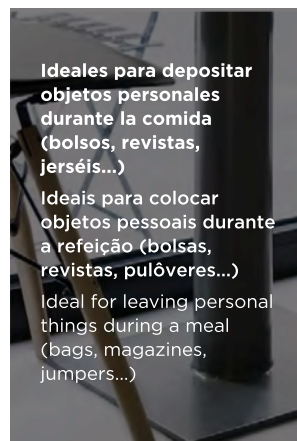 Ideales para depositar
objetos personales
durante la comida
(bolsos, revistas,
jerséis...)
Ideais para colocar
objetos pessoais durante
a refeição (bolsas,
revistas, pulôveres...)
Ideal for leaving personal
things during a meal
(bags, magazines,
jumpers...)